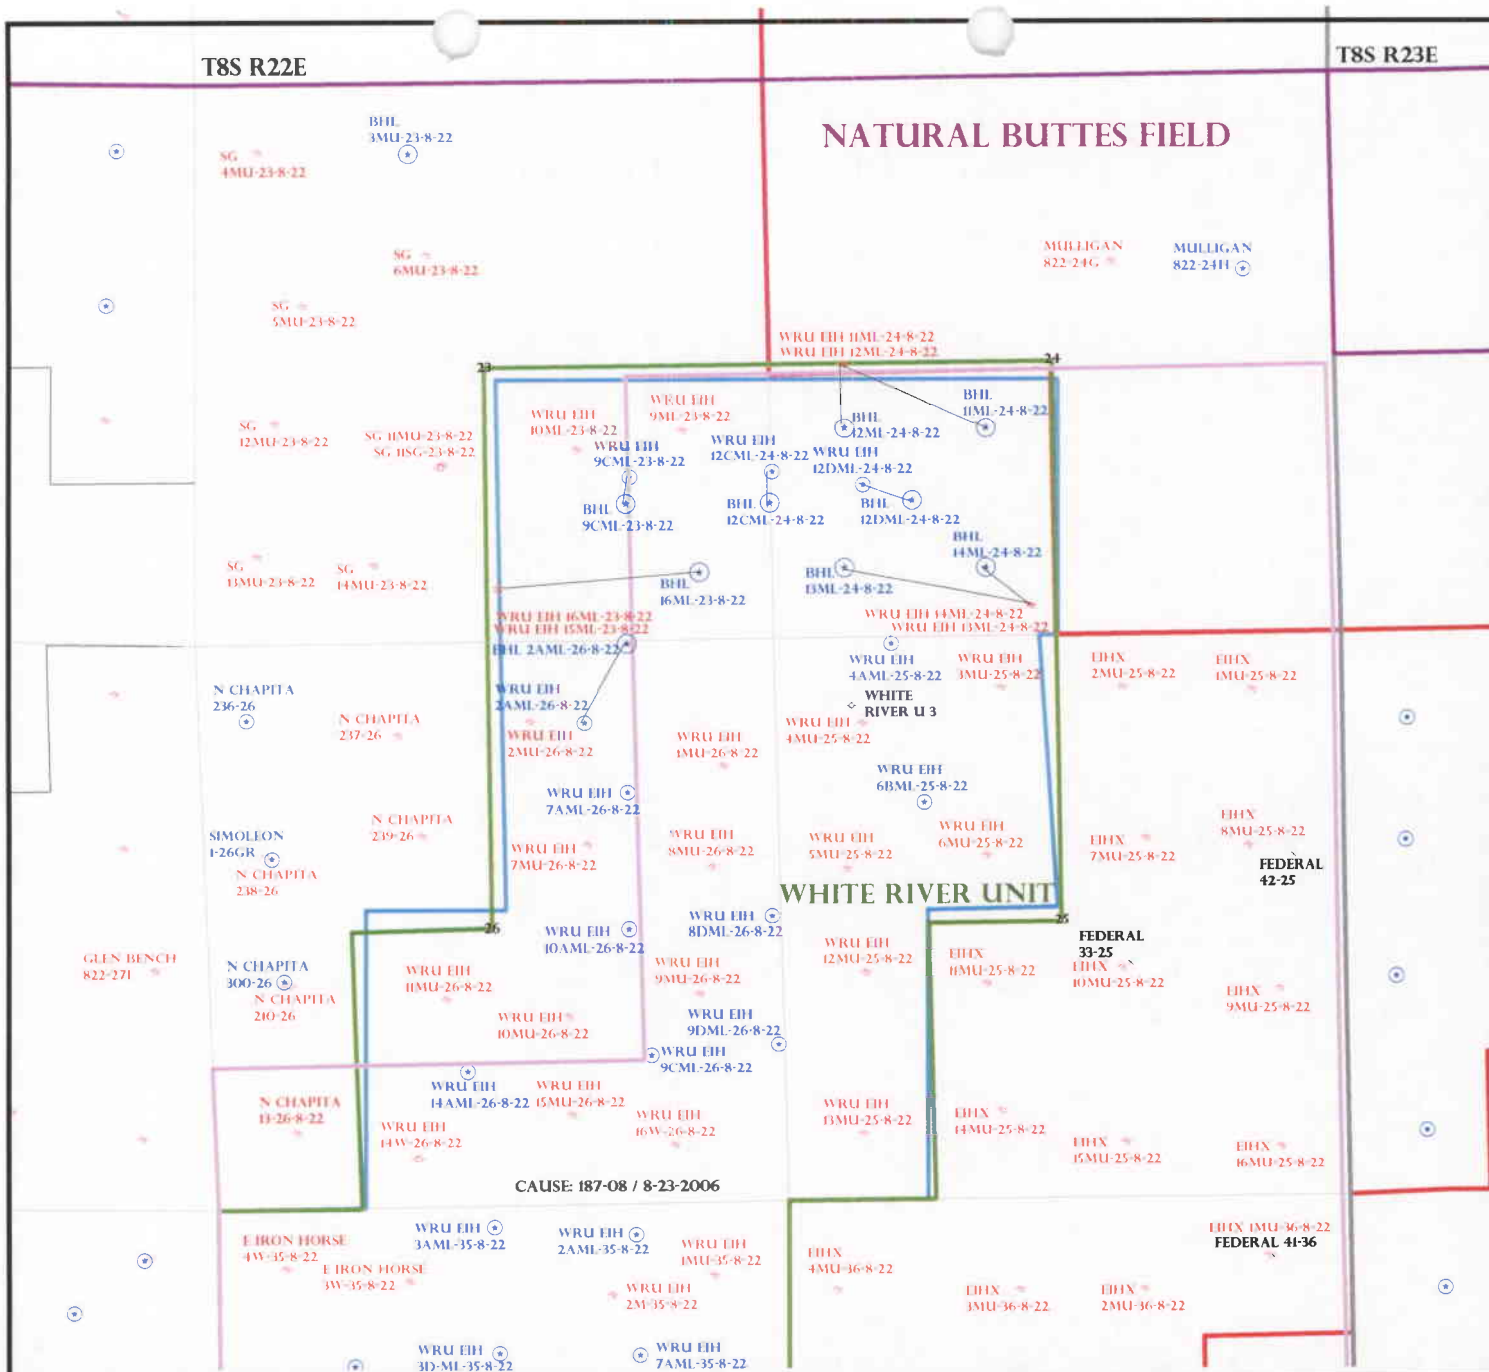 T8S R22E
T8S R23E
NATURAL BUTTES FIELD
BHL
3MU-23-8-22
SG
4MU-23-8-22
SG
6MU-23-8-22
SG
5MU-23-8-22
MULLIGAN
822-24G
MULLIGAN
822-24H
WRU EIH 11ML-24-8-22
WRU EIH 12ML-24-8-22
23
24
SG
12MU-23-8-22
SG 11MU-23-8-22
SG 11SG-23-8-22
WRU EIH
10ML-23-8-22
WRU EIH
9ML-23-8-22
WRU EIH
9CML-23-8-22
WRU EIH
12CML-24-8-22
BHL
12ML-24-8-22
WRU EIH
12DML-24-8-22
BHL
11ML-24-8-22
BHL
9CML-23-8-22
BHL
12CML-24-8-22
BHL
12DML-24-8-22
SG
13MU-23-8-22
SG
14MU-23-8-22
BHL
16ML-23-8-22
BHL
13ML-24-8-22
BHL
14ML-24-8-22
WRU EIH 16ML-23-8-22
WRU EIH 15ML-23-8-22
BHL 2AML-26-8-22
WRU EIH 14ML-24-8-22
WRU EIH 13ML-24-8-22
N CHAPITA
236-26
N CHAPITA
237-26
WRU EIH
2AML-26-8-22
WRU EIH
2MU-26-8-22
WRU EIH
1MU-26-8-22
WRU EIH
4AML-25-8-22
WHITE
RIVER U 3
WRU EIH
4MU-25-8-22
WRU EIH
3MU-25-8-22
EIHX
2MU-25-8-22
EIHX
1MU-25-8-22
WRU EIH
7AML-26-8-22
WRU EIH
6BML-25-8-22
SIMOLEON
1-26GR
N CHAPITA
238-26
N CHAPITA
239-26
WRU EIH
7MU-26-8-22
WRU EIH
8MU-26-8-22
WRU EIH
5MU-25-8-22
WRU EIH
6MU-25-8-22
EIHX
7MU-25-8-22
EIHX
8MU-25-8-22
FEDERAL
42-25
WHITE RIVER UNIT
26
25
GLEN BENCH
822-27I
N CHAPITA
300-26
N CHAPITA
210-26
WRU EIH
11MU-26-8-22
WRU EIH
10AML-26-8-22
WRU EIH
8DML-26-8-22
WRU EIH
9MU-26-8-22
WRU EIH
12MU-25-8-22
EIHX
11MU-25-8-22
FEDERAL
33-25
EIHX
10MU-25-8-22
EIHX
9MU-25-8-22
WRU EIH
10MU-26-8-22
WRU EIH
9DML-26-8-22
WRU EIH
9CML-26-8-22
N CHAPITA
13-26-8-22
WRU EIH
14AML-26-8-22
WRU EIH
15MU-26-8-22
WRU EIH
14W-26-8-22
WRU EIH
16W-26-8-22
WRU EIH
13MU-25-8-22
EIHX
14MU-25-8-22
EIHX
15MU-25-8-22
EIHX
16MU-25-8-22
CAUSE: 187-08 / 8-23-2006
E IRON HORSE
4W-35-8-22
E IRON HORSE
3W-35-8-22
WRU EIH
3AML-35-8-22
WRU EIH
2AML-35-8-22
WRU EIH
1MU-35-8-22
WRU EIH
2M-35-8-22
EIHX
4MU-36-8-22
EIHX
3MU-36-8-22
EIHX
2MU-36-8-22
EIHX 1MU-36-8-22
FEDERAL 41-36
WRU EIH
3D-ML-35-8-22
WRU EIH
7AML-35-8-22